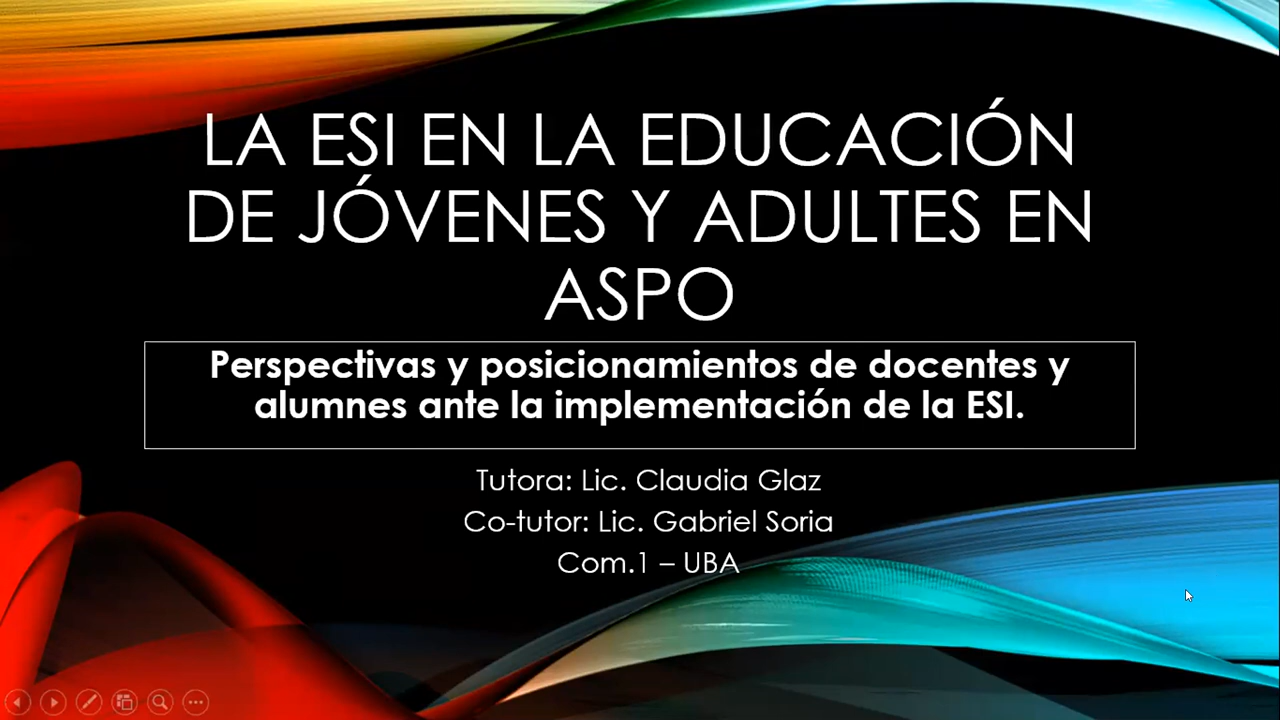 LA ESI EN LA EDUCACIÓN
DE JÓVENES Y ADULTES EN
ASPO
Perspectivas y posicionamientos de docentes y
alumnes ante la implementación de la ESI.
Tutora: Lic. Claudia Glaz
Co-tutor: Lic. Gabriel Soria
Com.1 – UBA